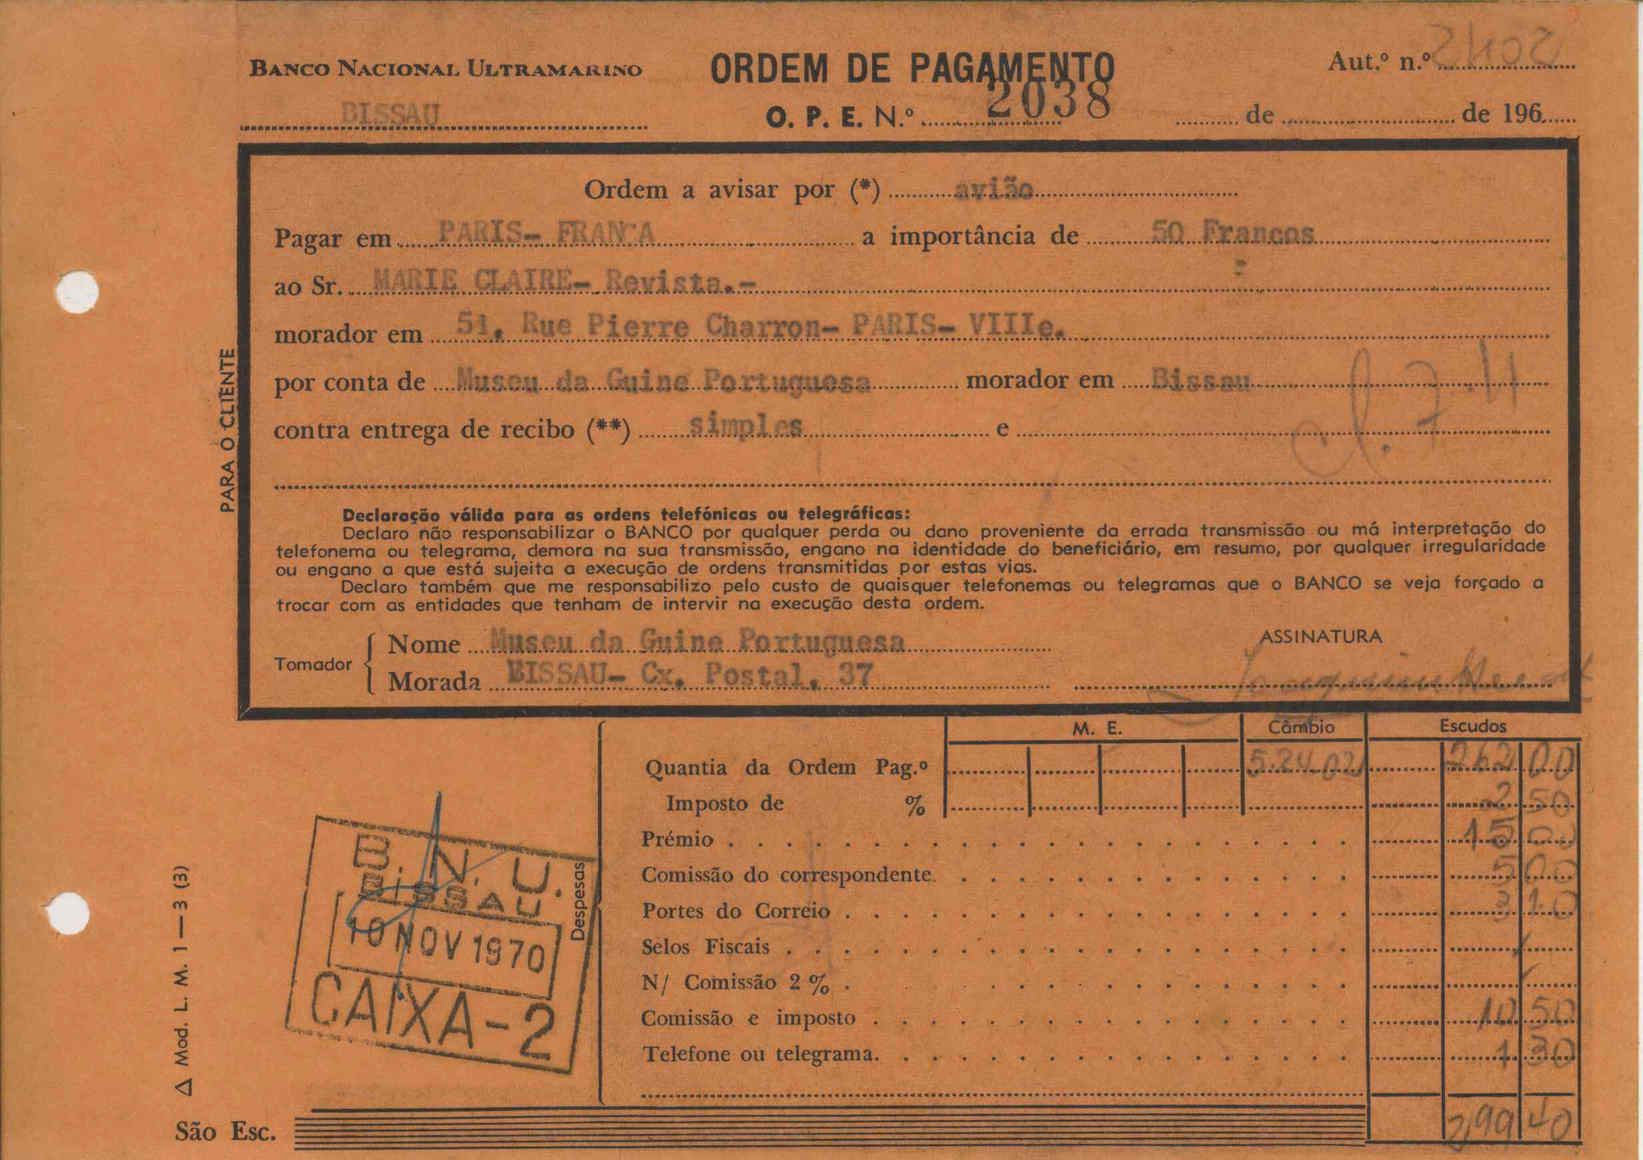 BANCO NACIONAL ULTRAMARINO
ORDEM DE PAGAMENTO
Aut.º n.º 2402
BISSAU
O. P. E. N.º 2038
de de 196
Ordem a avisar por (*) avião
Pagar em PARIS- FRANCA a importância de 50 Francos
ao Sr. MARIE CLAIRE- Revista.-
morador em 51. Rue Pierre Charron- PARIS- VIIIe.
por conta de Museu da Guine Portuguesa morador em Bissau
contra entrega de recibo (**) simples e
PARA O CLIENTE
Declaração válida para as ordens telefónicas ou telegráficas:
Declaro não responsabilizar o BANCO por qualquer perda ou dano proveniente da errada transmissão ou má interpretação do
telefonema ou telegrama, demora na sua transmissão, engano na identidade do beneficiário, em resumo, por qualquer irregularidade
ou engano a que está sujeita a execução de ordens transmitidas por estas vias.
Declaro também que me responsabilizo pelo custo de quaisquer telefonemas ou telegramas que o BANCO se veja forçado a
trocar com as entidades que tenham de intervir na execução desta ordem.
Tomador
Nome Museu da Guine Portuguesa
Morada BISSAU- Cx. Postal. 37
ASSINATURA
M. E. Câmbio Escudos
Quantia da Ordem Pag.º 5.24.02 262 00
Imposto de % 2 50
Prémio 15 00
Comissão do correspondente. 5 00
Portes do Correio 3 10
Selos Fiscais
N/ Comissão 2 %
Comissão e imposto 10 50
Telefone ou telegrama. 1 30
299 40
Despesas
B. N. U.
BISSAU
10 NOV 1970
CAIXA-2
△ Mod. L. M. 1 — 3 (3)
São Esc.